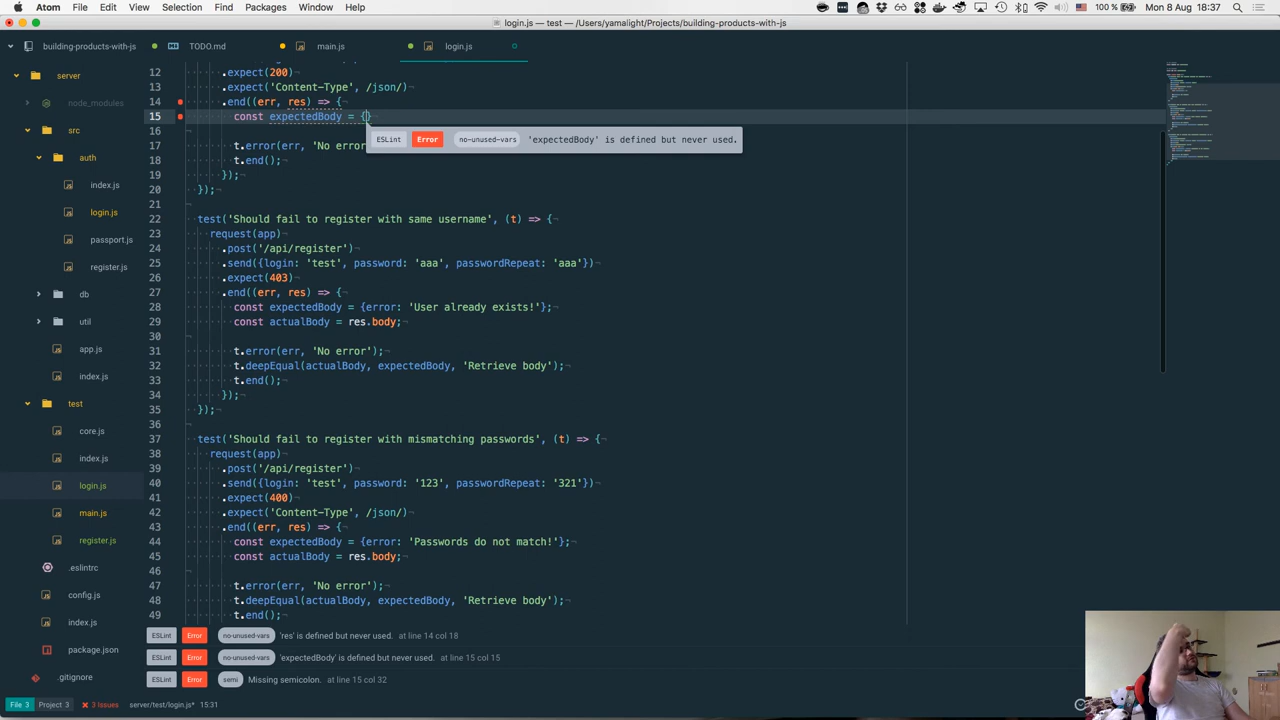 Atom File Edit View Selection Find Packages Window Help
100 % Mon 8 Aug 18:37
login.js — test — /Users/yamalight/Projects/building-products-with-js
building-products-with-js
TODO.md
main.js
login.js
server
node_modules
src
auth
index.js
login.js
passport.js
register.js
db
util
app.js
index.js
test
core.js
index.js
login.js
main.js
register.js
.eslintrc
config.js
index.js
package.json
.gitignore
12 .expect(200)¬
13 .expect('Content-Type', /json/)¬
14 .end((err, res) => {¬
15 const expectedBody = {}¬
16 ¬
17 t.error(err, 'No error
18 t.end();¬
19 });¬
20 });¬
21 ¬
22 test('Should fail to register with same username', (t) => {¬
23 request(app)¬
24 .post('/api/register')¬
25 .send({login: 'test', password: 'aaa', passwordRepeat: 'aaa'})¬
26 .expect(403)¬
27 .end((err, res) => {¬
28 const expectedBody = {error: 'User already exists!'};¬
29 const actualBody = res.body;¬
30 ¬
31 t.error(err, 'No error');¬
32 t.deepEqual(actualBody, expectedBody, 'Retrieve body');¬
33 t.end();¬
34 });¬
35 });¬
36 ¬
37 test('Should fail to register with mismatching passwords', (t) => {¬
38 request(app)¬
39 .post('/api/register')¬
40 .send({login: 'test', password: '123', passwordRepeat: '321'})¬
41 .expect(400)¬
42 .expect('Content-Type', /json/)¬
43 .end((err, res) => {¬
44 const expectedBody = {error: 'Passwords do not match!'};¬
45 const actualBody = res.body;¬
46 ¬
47 t.error(err, 'No error');¬
48 t.deepEqual(actualBody, expectedBody, 'Retrieve body');¬
49 t.end();¬
ESLint Error no-unused-vars 'expectedBody' is defined but never used.
ESLint Error no-unused-vars 'res' is defined but never used. at line 14 col 18
ESLint Error no-unused-vars 'expectedBody' is defined but never used. at line 15 col 15
ESLint Error semi Missing semicolon. at line 15 col 32
File 3 Project 3 3 Issues server/test/login.js* 15:31